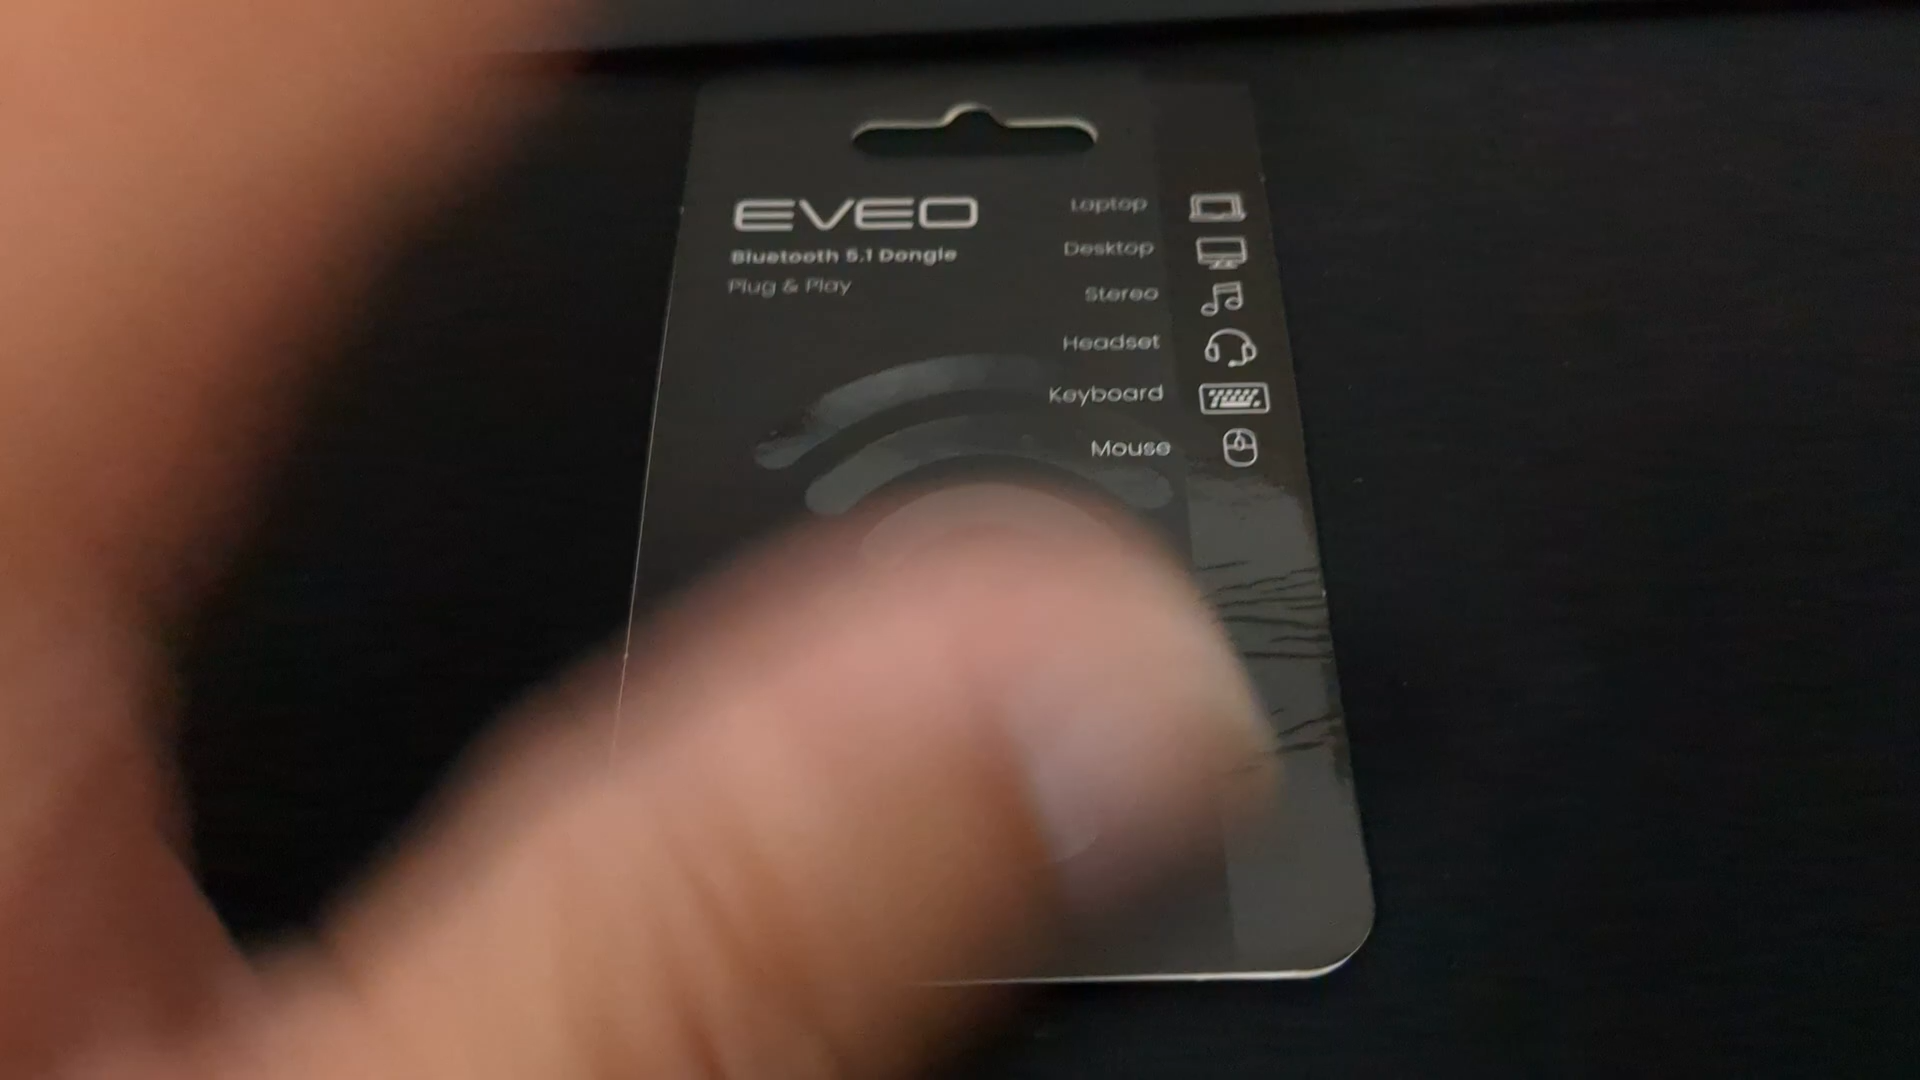 EVEO
Bluetooth 5.1 Dongle
Plug & Play
Laptop
Desktop
Stereo
Headset
Keyboard
Mouse